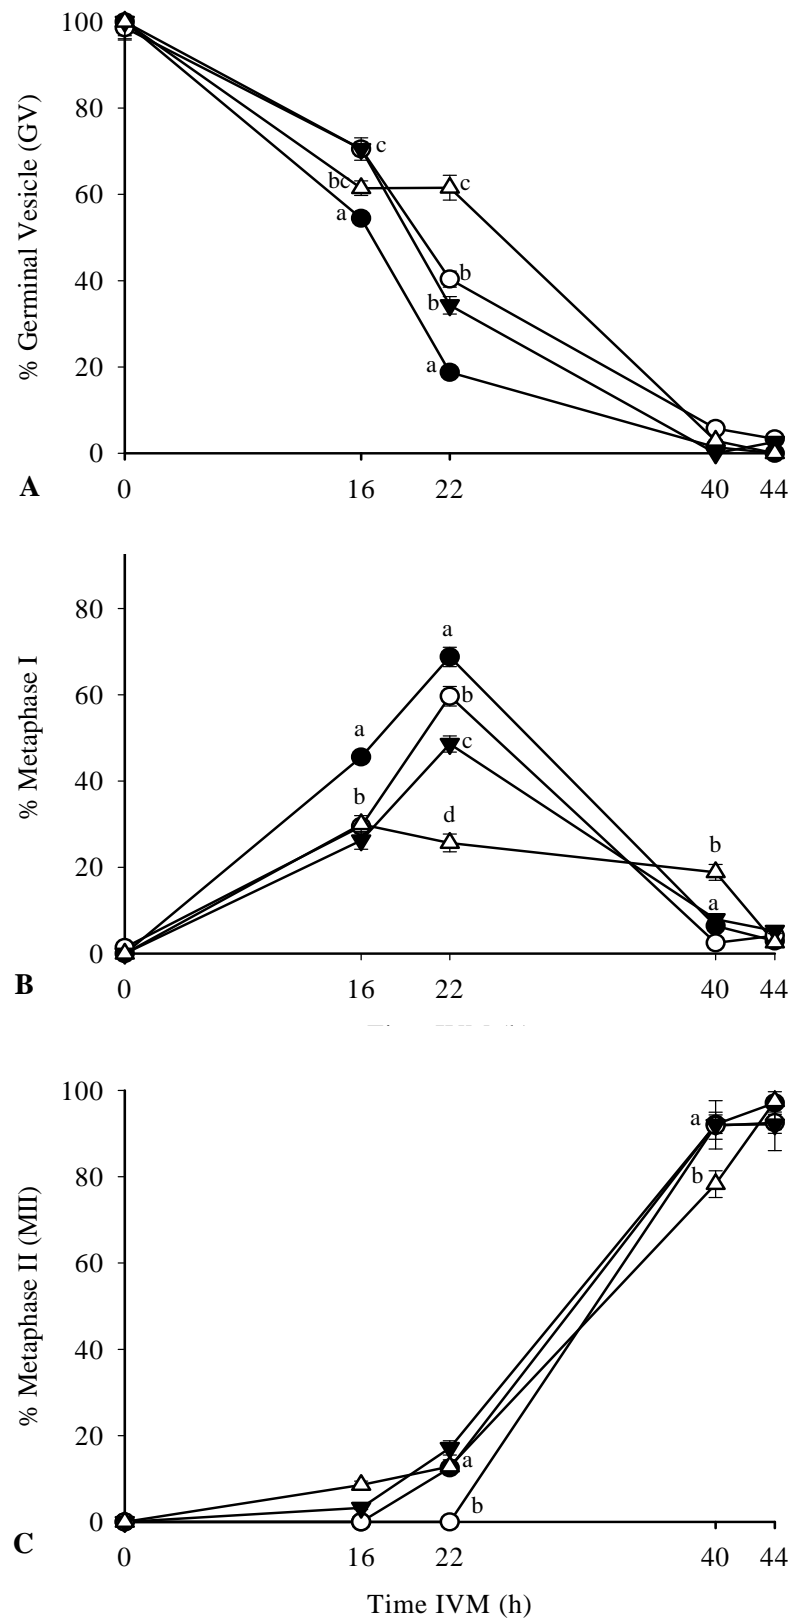 100
80
60
40
20
0
% Germinal Vesicle (GV)
c
bc
a
c
b
b
a
A
0 16 22 40 44
80
60
40
20
0
% Metaphase I
a
a
b
c
b
d
b
a
B
0 16 22 40 44
100
80
60
40
20
0
% Metaphase II (MII)
a
b
a
b
C
0 16 22 40 44
Time IVM (h)